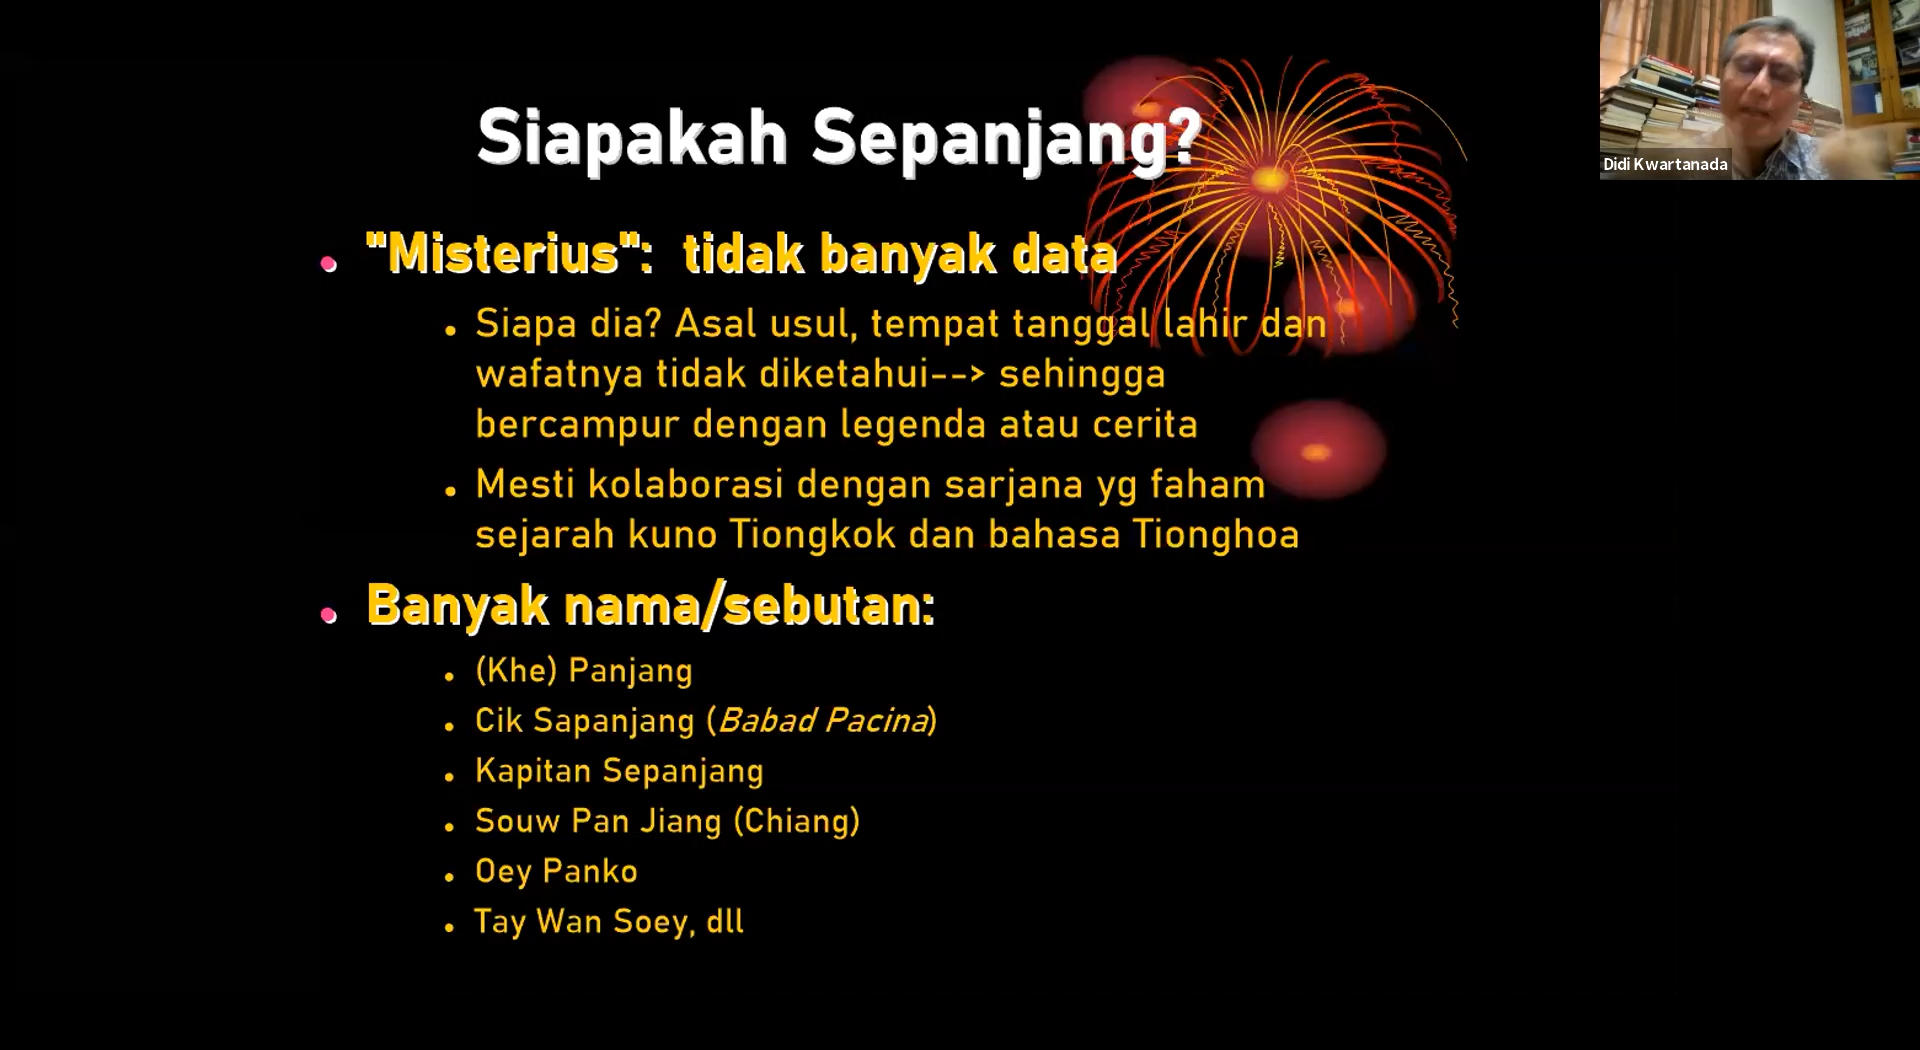 Siapakah Sepanjang?
"Misterius": tidak banyak data
Siapa dia? Asal usul, tempat tanggal lahir dan
wafatnya tidak diketahui--> sehingga
bercampur dengan legenda atau cerita
Mesti kolaborasi dengan sarjana yg faham
sejarah kuno Tiongkok dan bahasa Tionghoa
Banyak nama/sebutan:
(Khe) Panjang
Cik Sapanjang (Babad Pacina)
Kapitan Sepanjang
Souw Pan Jiang (Chiang)
Oey Panko
Tay Wan Soey, dll
Didi Kwartanada